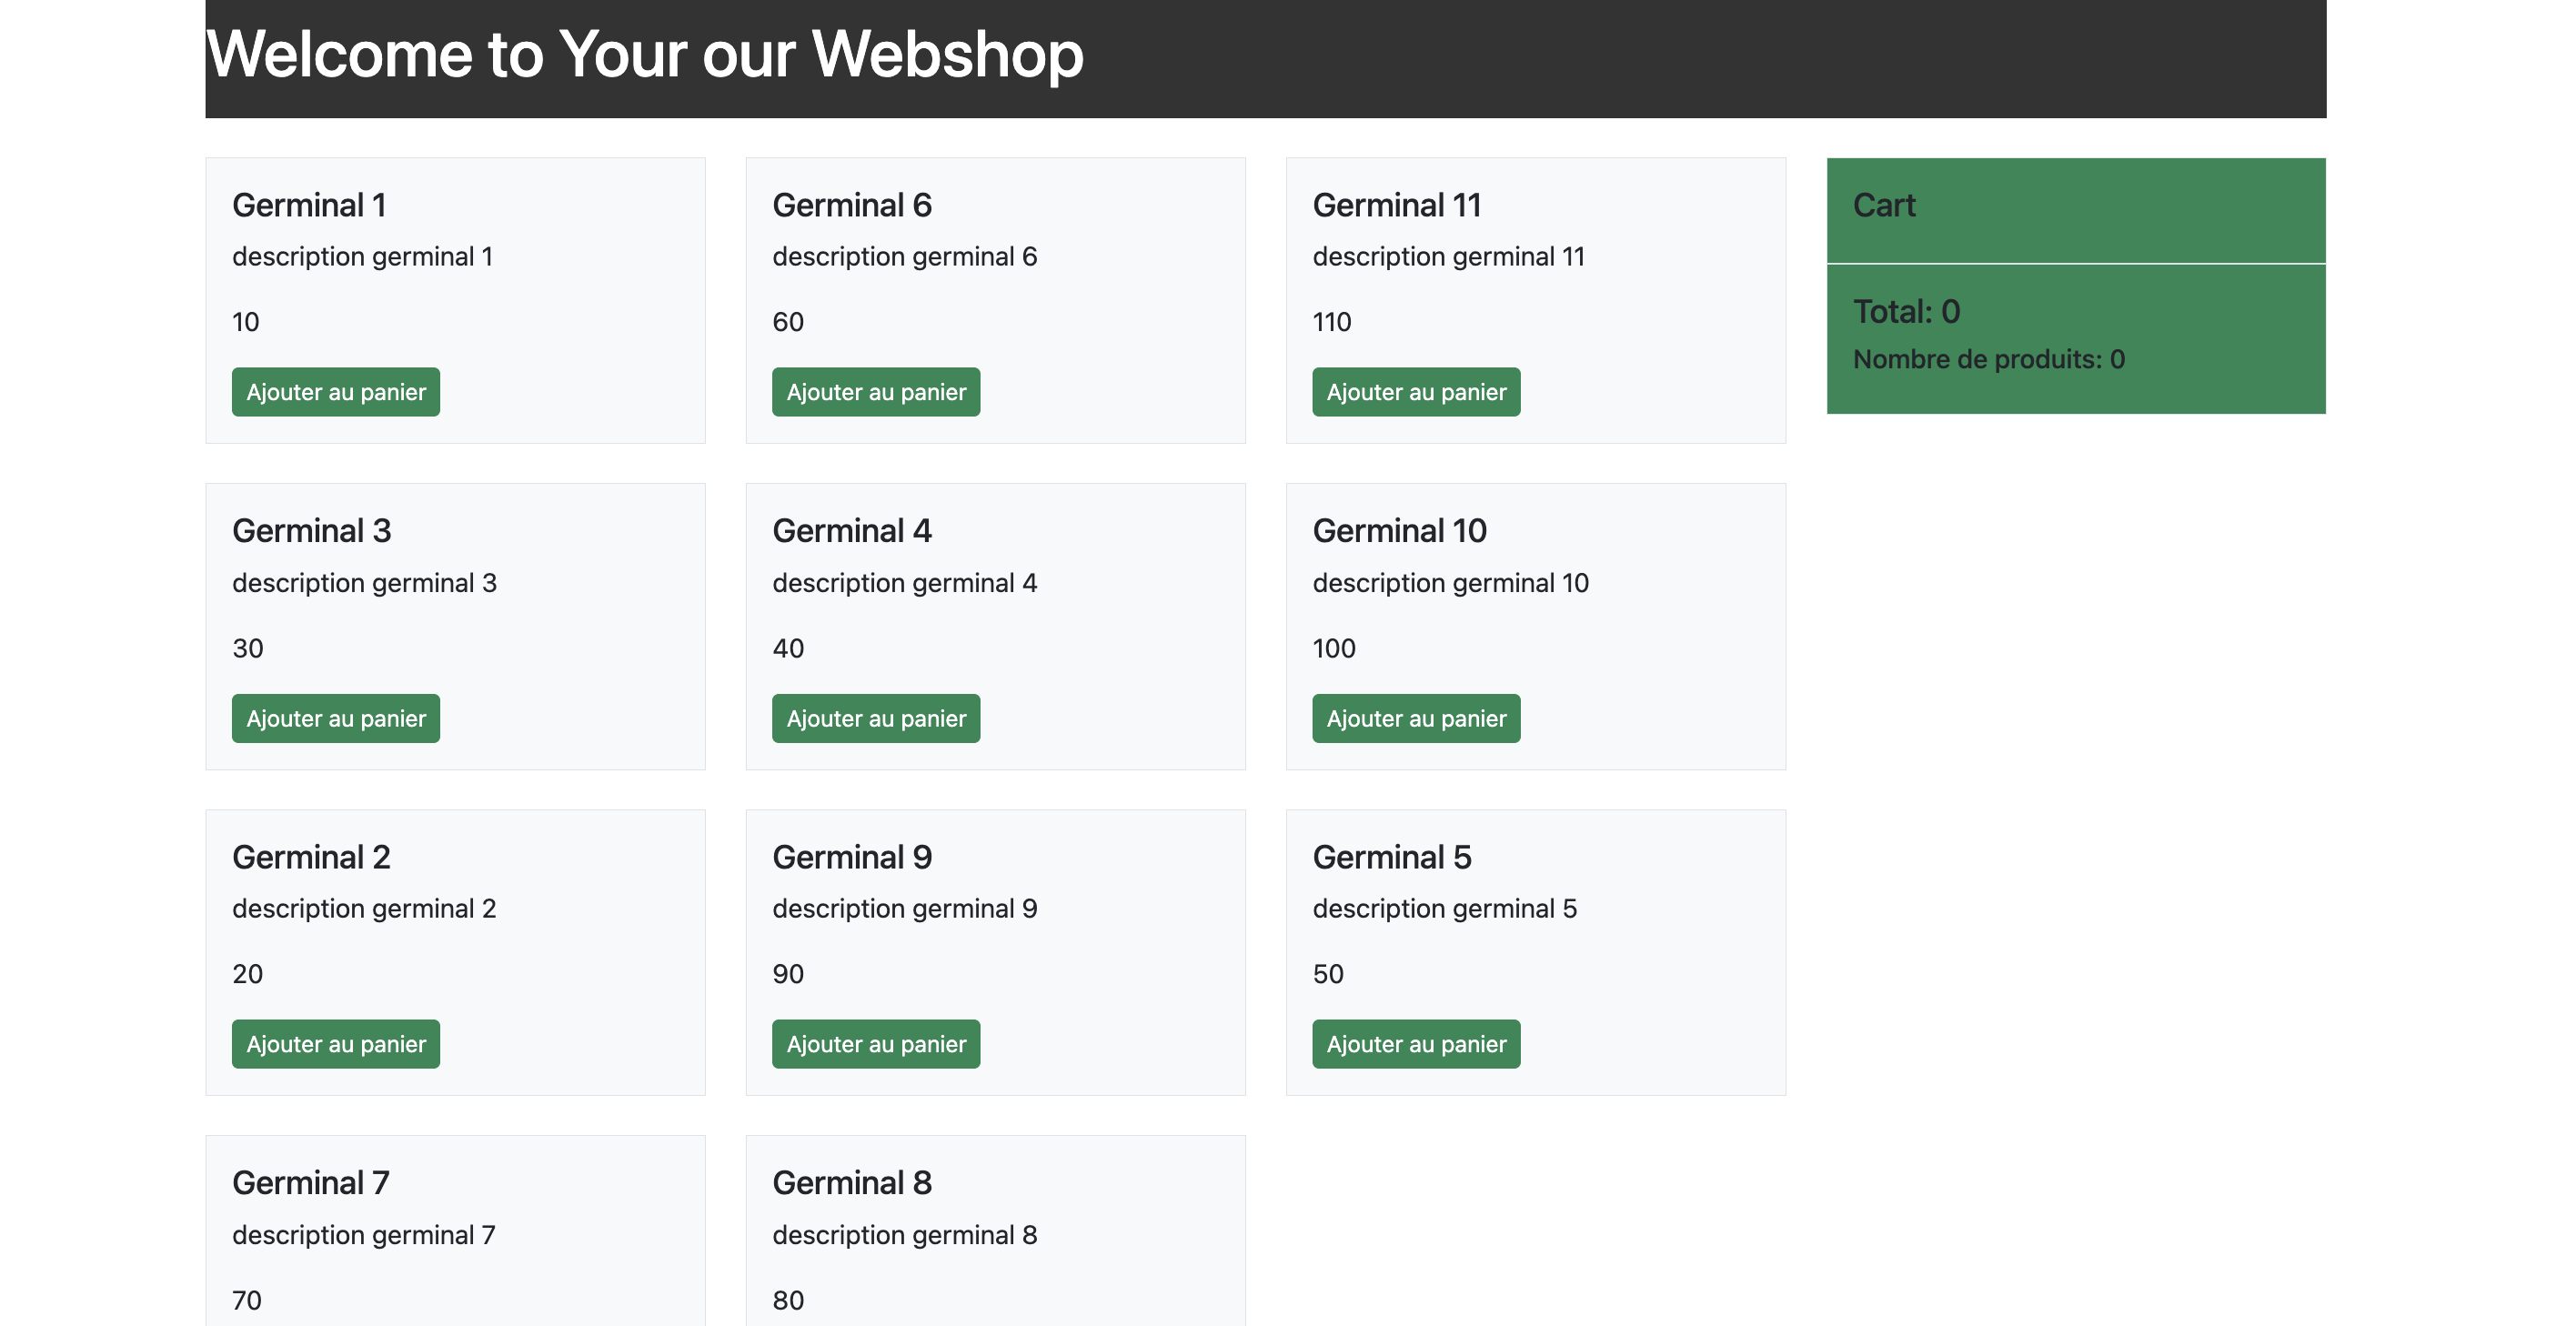 Welcome to Your our Webshop
Germinal 1
description germinal 1
10
Ajouter au panier
Germinal 6
description germinal 6
60
Ajouter au panier
Germinal 11
description germinal 11
110
Ajouter au panier
Cart
Total: 0
Nombre de produits: 0
Germinal 3
description germinal 3
30
Ajouter au panier
Germinal 4
description germinal 4
40
Ajouter au panier
Germinal 10
description germinal 10
100
Ajouter au panier
Germinal 2
description germinal 2
20
Ajouter au panier
Germinal 9
description germinal 9
90
Ajouter au panier
Germinal 5
description germinal 5
50
Ajouter au panier
Germinal 7
description germinal 7
70
Germinal 8
description germinal 8
80